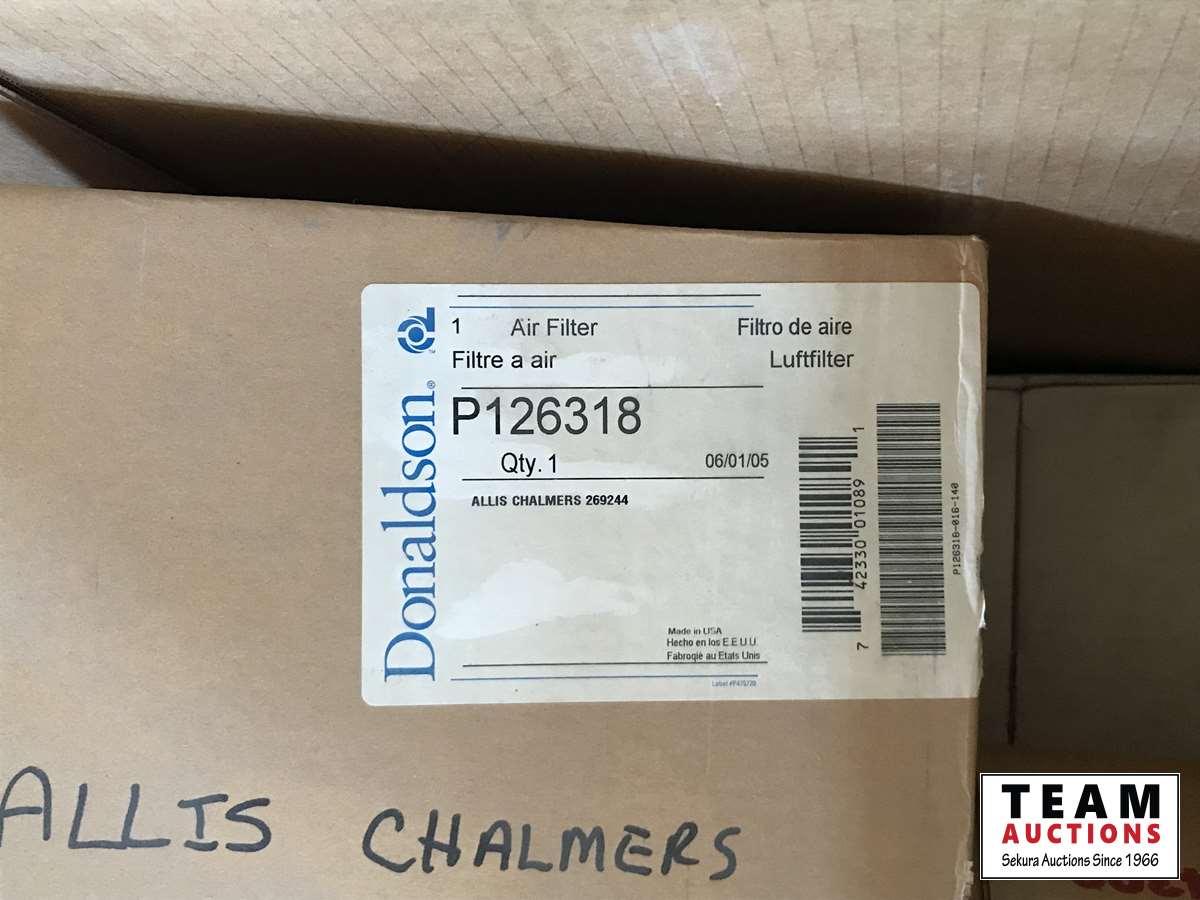 Donaldson®
1 Air Filter Filtro de aire
Filtre a air Luftfilter
P126318
Qty. 1 06/01/05
ALLIS CHALMERS 269244
Made in USA
Hecho en los E.E U U.
Fabroqiè au Etats Unis
7 42330 01089 1
P126318-016-140
ALLIS CHALMERS
TEAM
AUCTIONS
Sekura Auctions Since 1966